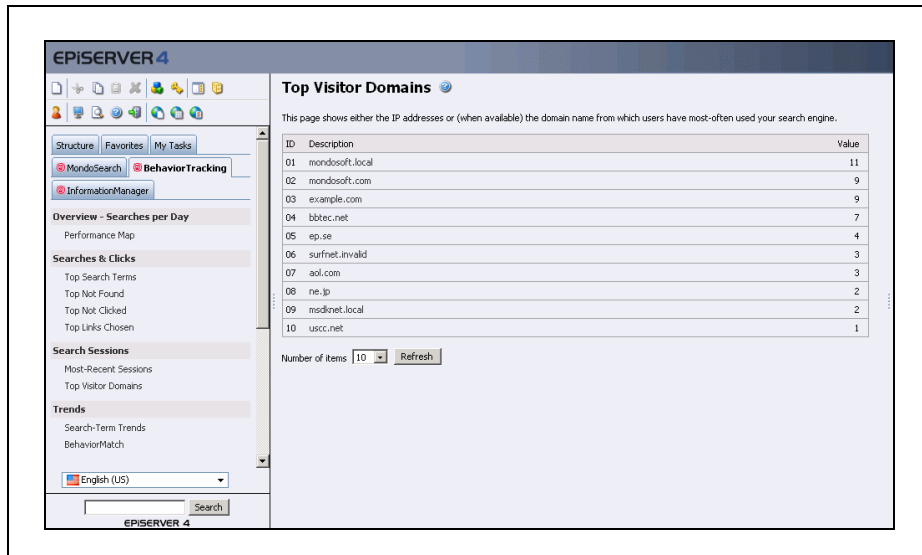 EPiSERVER 4
Structure Favorites My Tasks
MondoSearch BehaviorTracking
InformationManager
Overview - Searches per Day
Performance Map
Searches & Clicks
Top Search Terms
Top Not Found
Top Not Clicked
Top Links Chosen
Search Sessions
Most-Recent Sessions
Top Visitor Domains
Trends
Search-Term Trends
BehaviorMatch
English (US)
Search
EPiSERVER 4
Top Visitor Domains
This page shows either the IP addresses or (when available) the domain name from which users have most-often used your search engine.
ID Description Value
01 mondosoft.local 11
02 mondosoft.com 9
03 example.com 9
04 bbtec.net 7
05 ep.se 4
06 surfnet.invalid 3
07 aol.com 3
08 ne.jp 2
09 msdknet.local 2
10 uscc.net 1
Number of items 10 Refresh